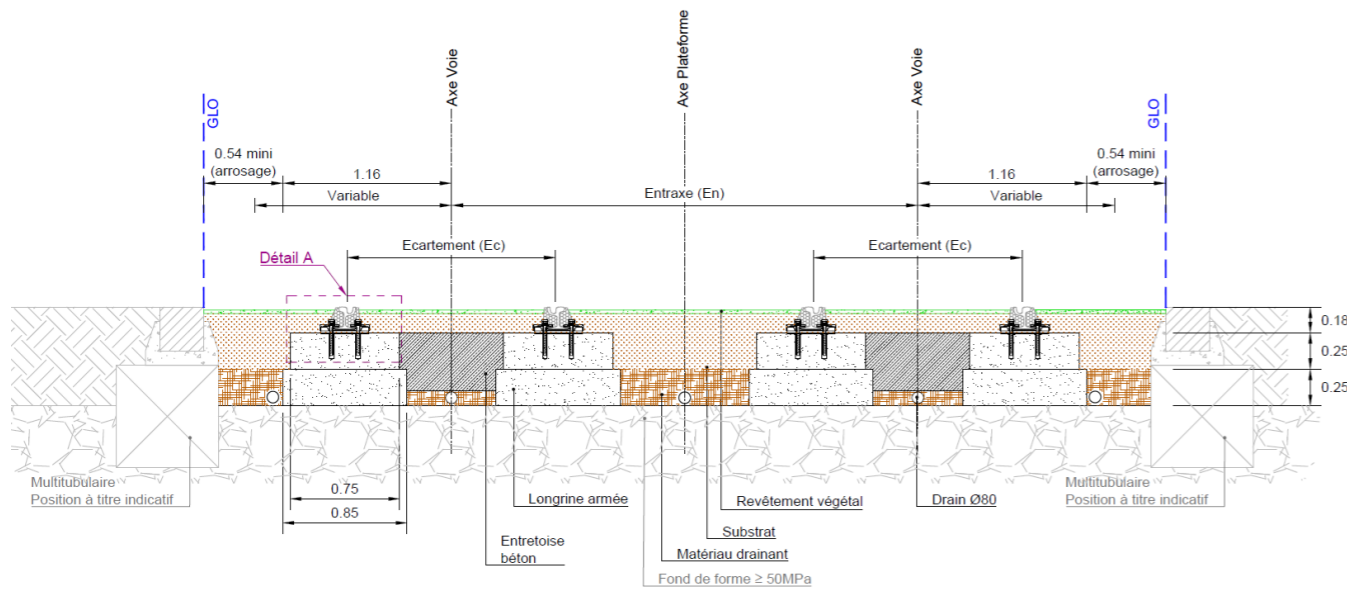 GLO
Axe Voie
Axe Plateforme
Axe Voie
GLO
0.54 mini
(arrosage)
1.16
Variable
Entraxe (En)
1.16
Variable
0.54 mini
(arrosage)
Détail A
Ecartement (Ec)
Ecartement (Ec)
0.18
0.25
0.25
Multitubulaire
Position à titre indicatif
0.75
0.85
Longrine armée
Entretoise
béton
Revêtement végétal
Substrat
Matériau drainant
Fond de forme ≥ 50MPa
Drain Ø80
Multitubulaire
Position à titre indicatif